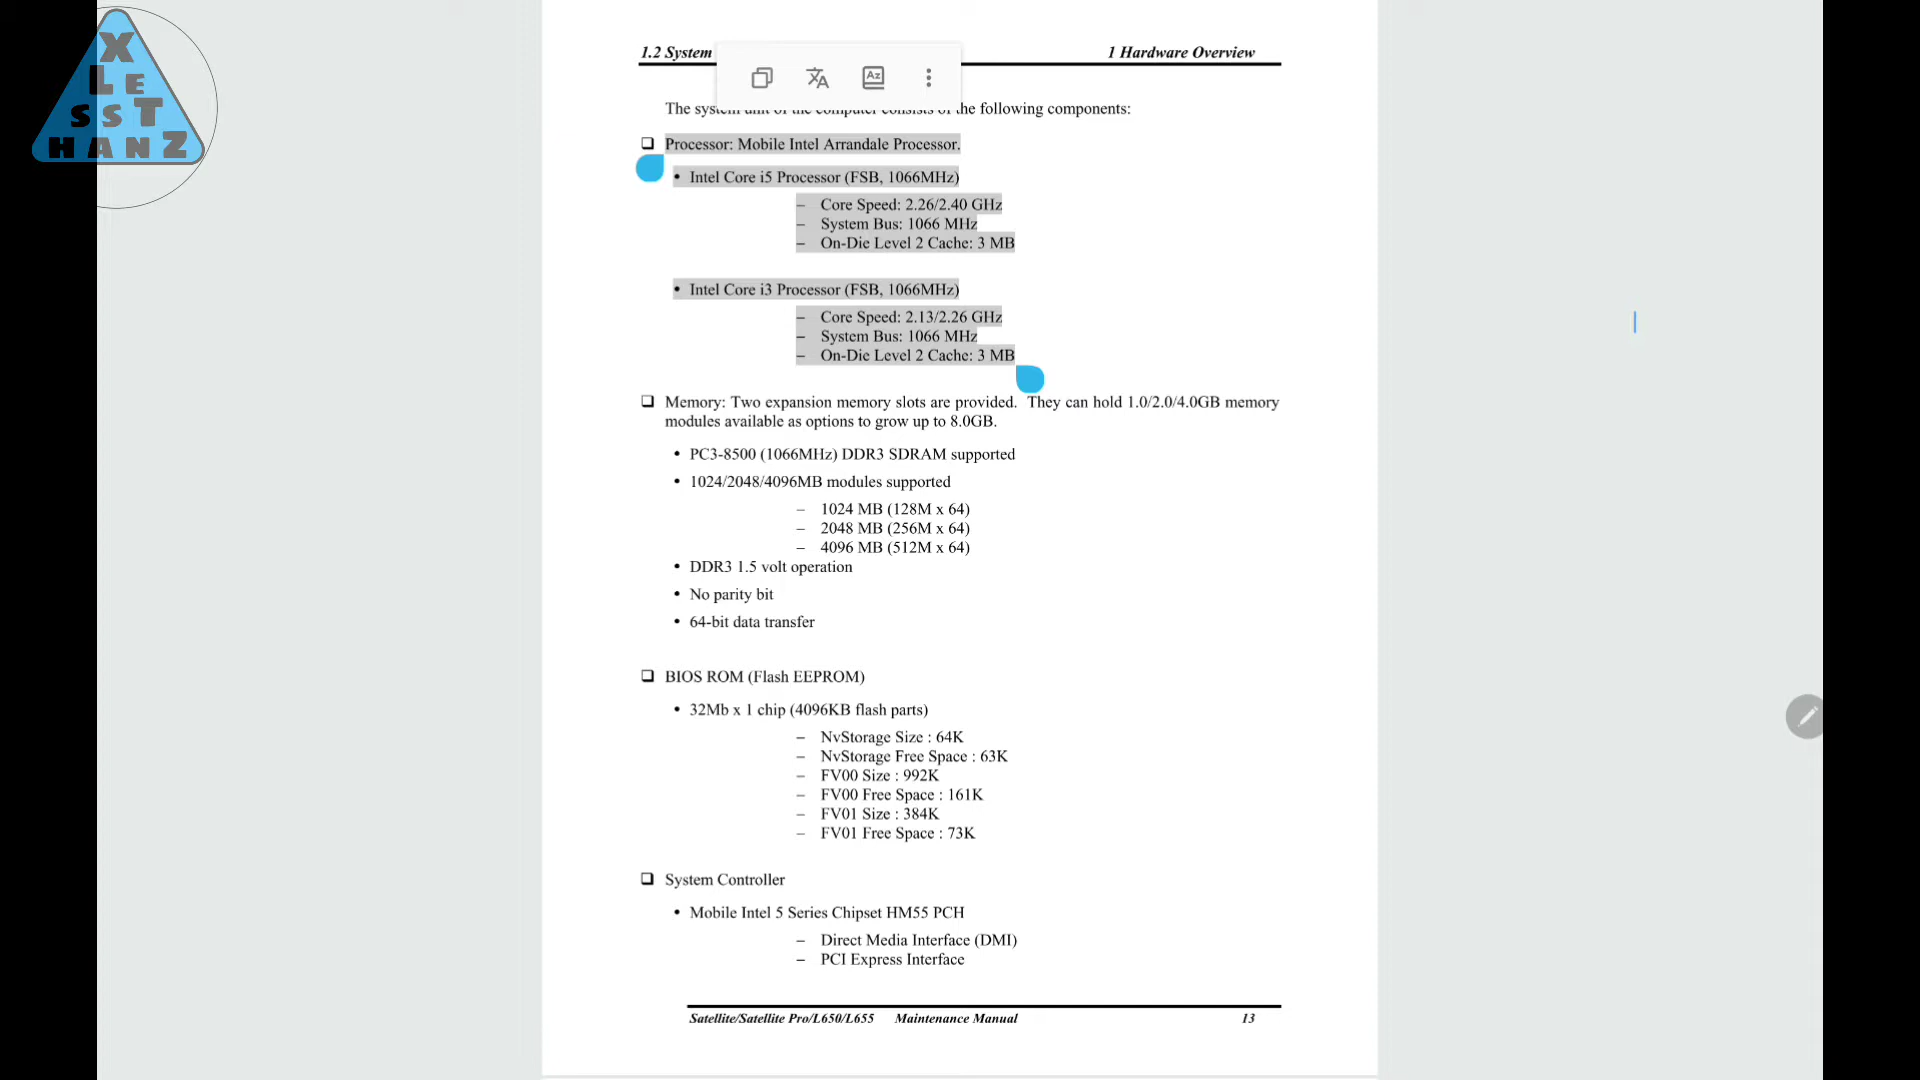 X
L E
S S T
H A N Z
1.2 System
1 Hardware Overview
The system unit of the computer consists of the following components:
❑ Processor: Mobile Intel Arrandale Processor.
• Intel Core i5 Processor (FSB, 1066MHz)
– Core Speed: 2.26/2.40 GHz
– System Bus: 1066 MHz
– On-Die Level 2 Cache: 3 MB
• Intel Core i3 Processor (FSB, 1066MHz)
– Core Speed: 2.13/2.26 GHz
– System Bus: 1066 MHz
– On-Die Level 2 Cache: 3 MB
❑ Memory: Two expansion memory slots are provided. They can hold 1.0/2.0/4.0GB memory
modules available as options to grow up to 8.0GB.
• PC3-8500 (1066MHz) DDR3 SDRAM supported
• 1024/2048/4096MB modules supported
– 1024 MB (128M x 64)
– 2048 MB (256M x 64)
– 4096 MB (512M x 64)
• DDR3 1.5 volt operation
• No parity bit
• 64-bit data transfer
❑ BIOS ROM (Flash EEPROM)
• 32Mb x 1 chip (4096KB flash parts)
– NvStorage Size : 64K
– NvStorage Free Space : 63K
– FV00 Size : 992K
– FV00 Free Space : 161K
– FV01 Size : 384K
– FV01 Free Space : 73K
❑ System Controller
• Mobile Intel 5 Series Chipset HM55 PCH
– Direct Media Interface (DMI)
– PCI Express Interface
Satellite/Satellite Pro/L650/L655 Maintenance Manual 13